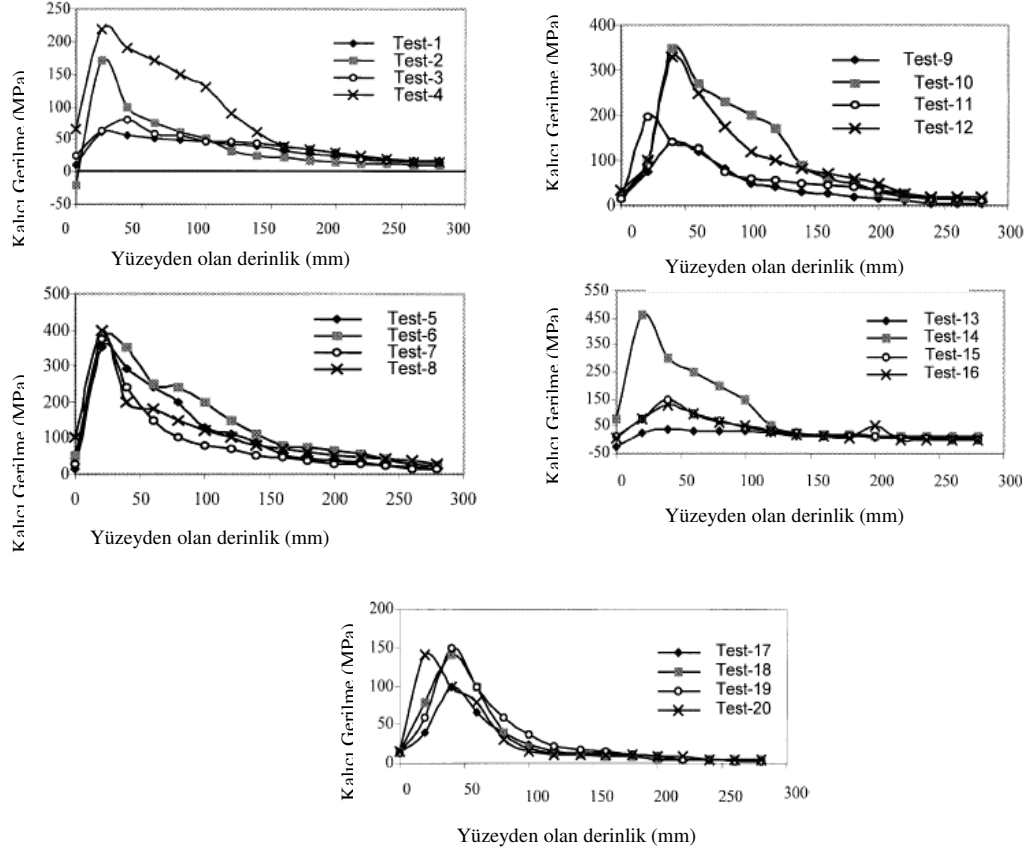 250
200
150
100
50
0
-50
Kalıcı Gerilme (MPa)
Test-1
Test-2
Test-3
Test-4
0 50 100 150 200 250 300
Yüzeyden olan derinlik (mm)
400
300
200
100
0
Kalıcı Gerilme (MPa)
Test-9
Test-10
Test-11
Test-12
0 50 100 150 200 250 300
Yüzeyden olan derinlik (mm)
500
400
300
200
100
0
Kalıcı Gerilme (MPa)
Test-5
Test-6
Test-7
Test-8
0 50 100 150 200 250 300
Yüzeyden olan derinlik (mm)
550
450
350
250
150
50
-50
Kalıcı Gerilme (MPa)
Test-13
Test-14
Test-15
Test-16
0 50 100 150 200 250 300
Yüzeyden olan derinlik (mm)
200
150
100
50
0
Kalıcı Gerilme (MPa)
Test-17
Test-18
Test-19
Test-20
0 50 100 150 200 250 300
Yüzeyden olan derinlik (mm)